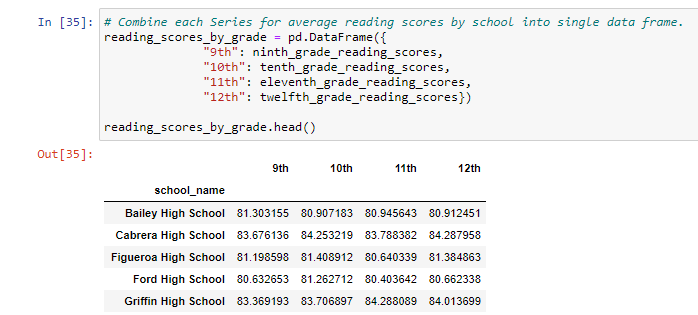 In [35]: # Combine each Series for average reading scores by school into single data frame.
reading_scores_by_grade = pd.DataFrame({
"9th": ninth_grade_reading_scores,
"10th": tenth_grade_reading_scores,
"11th": eleventh_grade_reading_scores,
"12th": twelfth_grade_reading_scores})
reading_scores_by_grade.head()
Out[35]:
9th 10th 11th 12th
school_name
Bailey High School 81.303155 80.907183 80.945643 80.912451
Cabrera High School 83.676136 84.253219 83.788382 84.287958
Figueroa High School 81.198598 81.408912 80.640339 81.384863
Ford High School 80.632653 81.262712 80.403642 80.662338
Griffin High School 83.369193 83.706897 84.288089 84.013699